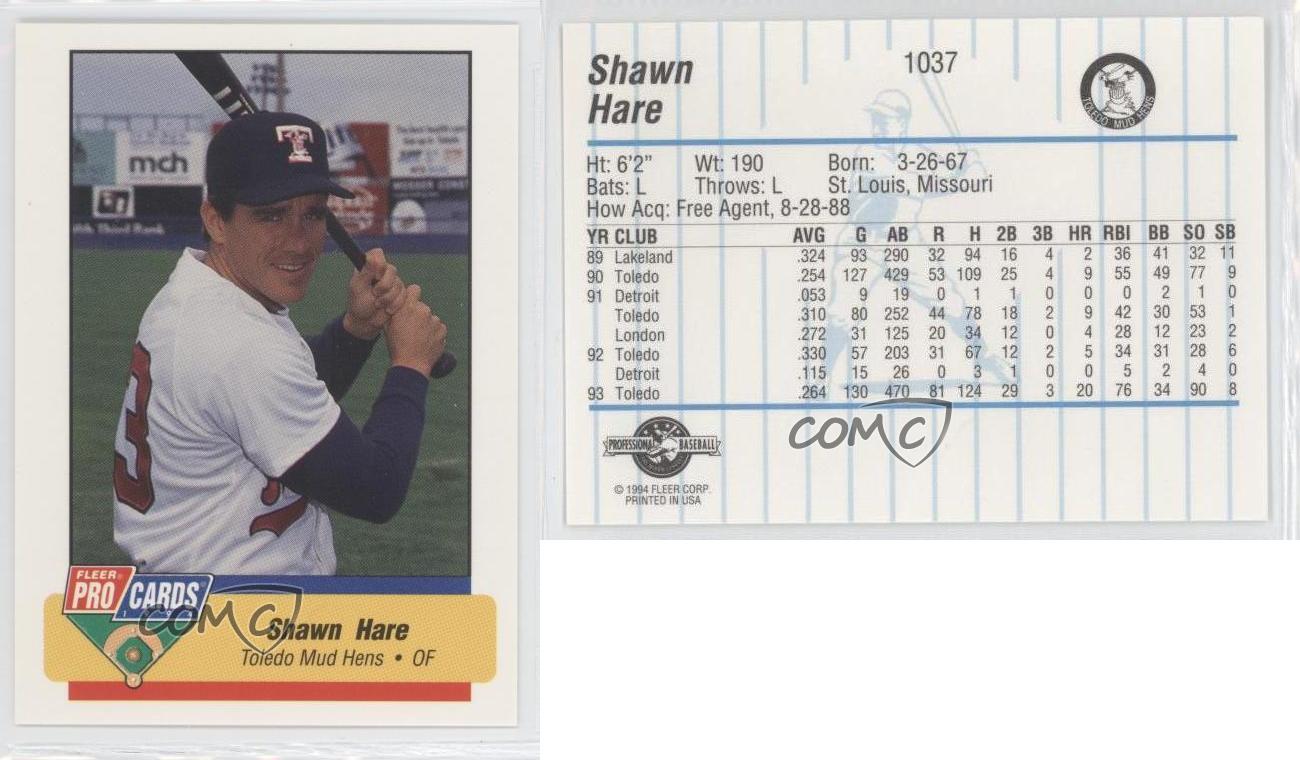 T
mch
Fifth Third Bank
3
FLEER
PRO CARDS
COMC
Shawn Hare
Toledo Mud Hens • OF
Shawn Hare
1037
TOLEDO MUD HENS
Ht: 6'2" Wt: 190 Born: 3-26-67
Bats: L Throws: L St. Louis, Missouri
How Acq: Free Agent, 8-28-88
YR CLUB AVG G AB R H 2B 3B HR RBI BB SO SB
89 Lakeland .324 93 290 32 94 16 4 2 36 41 32 11
90 Toledo .254 127 429 53 109 25 4 9 55 49 77 9
91 Detroit .053 9 19 0 1 1 0 0 0 2 1 0
Toledo .310 80 252 44 78 18 2 9 42 30 53 1
London .272 31 125 20 34 12 0 4 28 12 23 2
92 Toledo .330 57 203 31 67 12 2 5 34 31 28 6
Detroit .115 15 26 0 3 1 0 0 5 2 4 0
93 Toledo .264 130 470 81 124 29 3 20 76 34 90 8
COMC
PROFESSIONAL BASEBALL
© 1994 FLEER CORP.
PRINTED IN USA